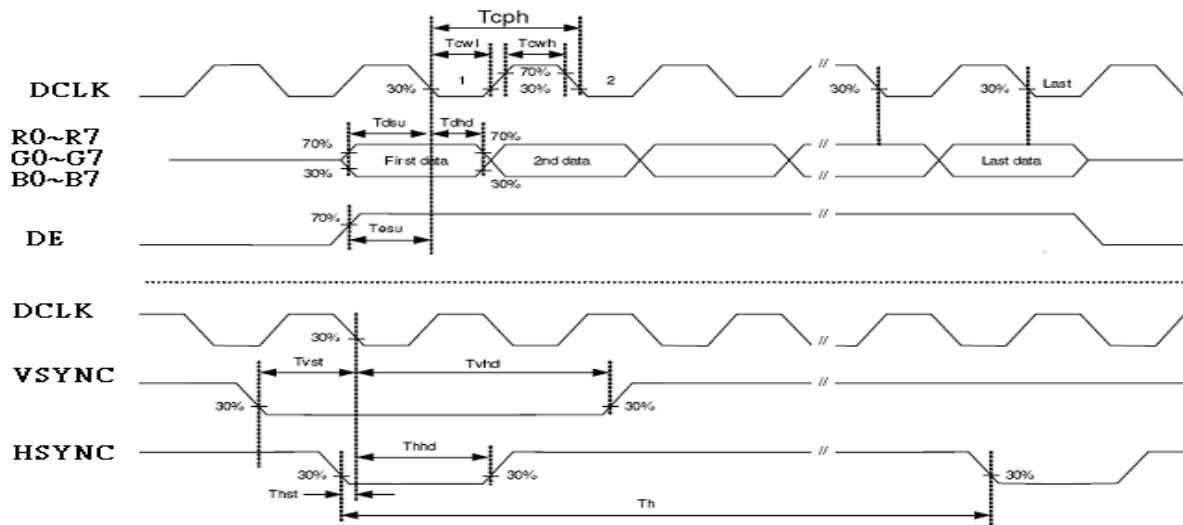 Tcph
Tcwl Tcwh
DCLK 30% 1 70% 30% 2 // 30% 30% Last
R0~R7 70% Tdsu Tdhd 70%
G0~G7 First data 2nd data // Last data
B0~B7 30% 30% //
DE 70% Tesu //
DCLK 30% //
VSYNC 30% Tvst Tvhd 30% //
HSYNC 30% Thhd 30% // 30%
Thst Th